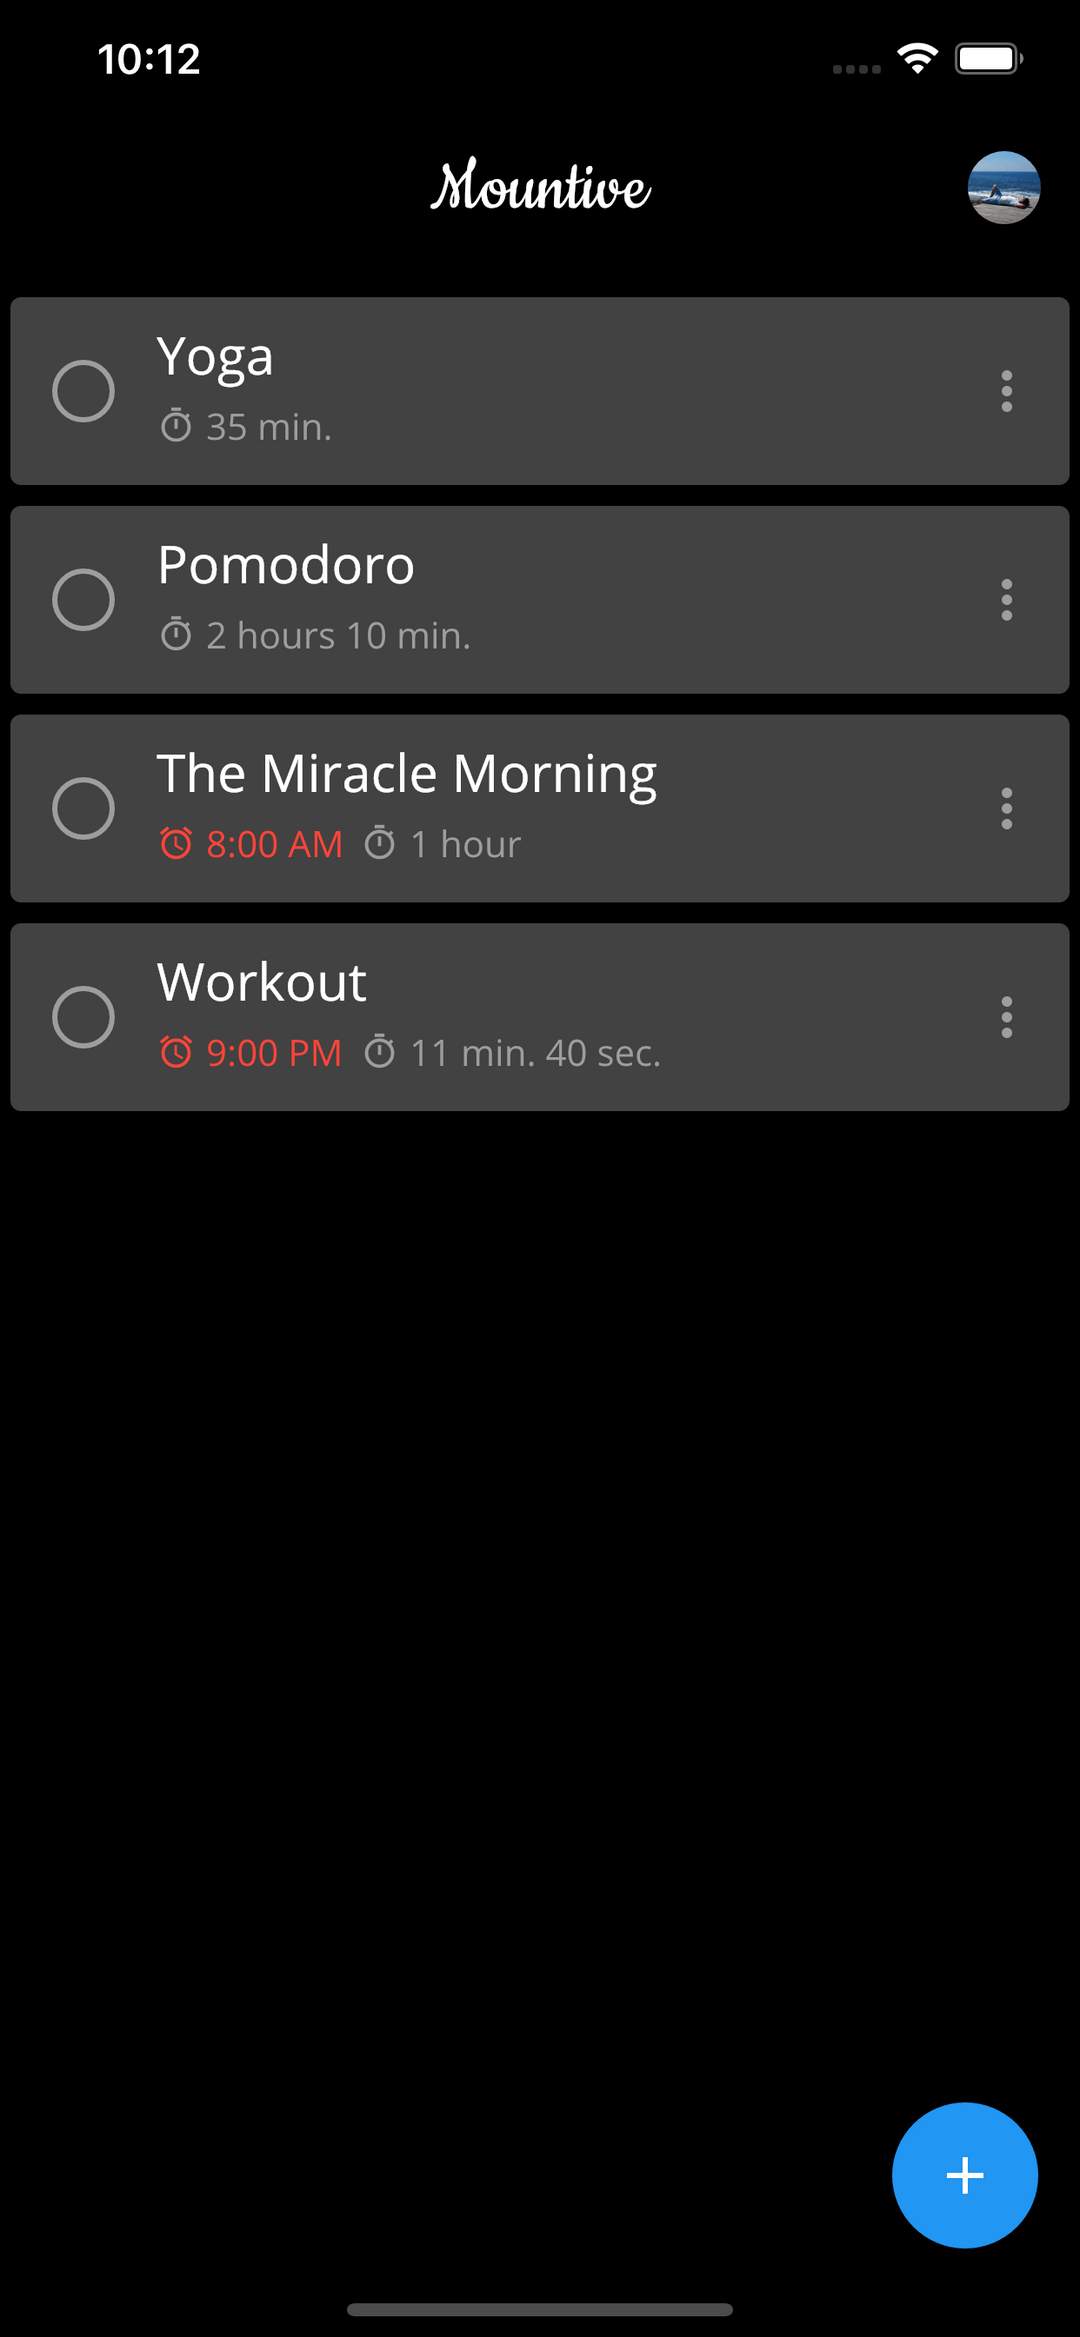 10:12
Mountive
Yoga
35 min.
Pomodoro
2 hours 10 min.
The Miracle Morning
8:00 AM 1 hour
Workout
9:00 PM 11 min. 40 sec.